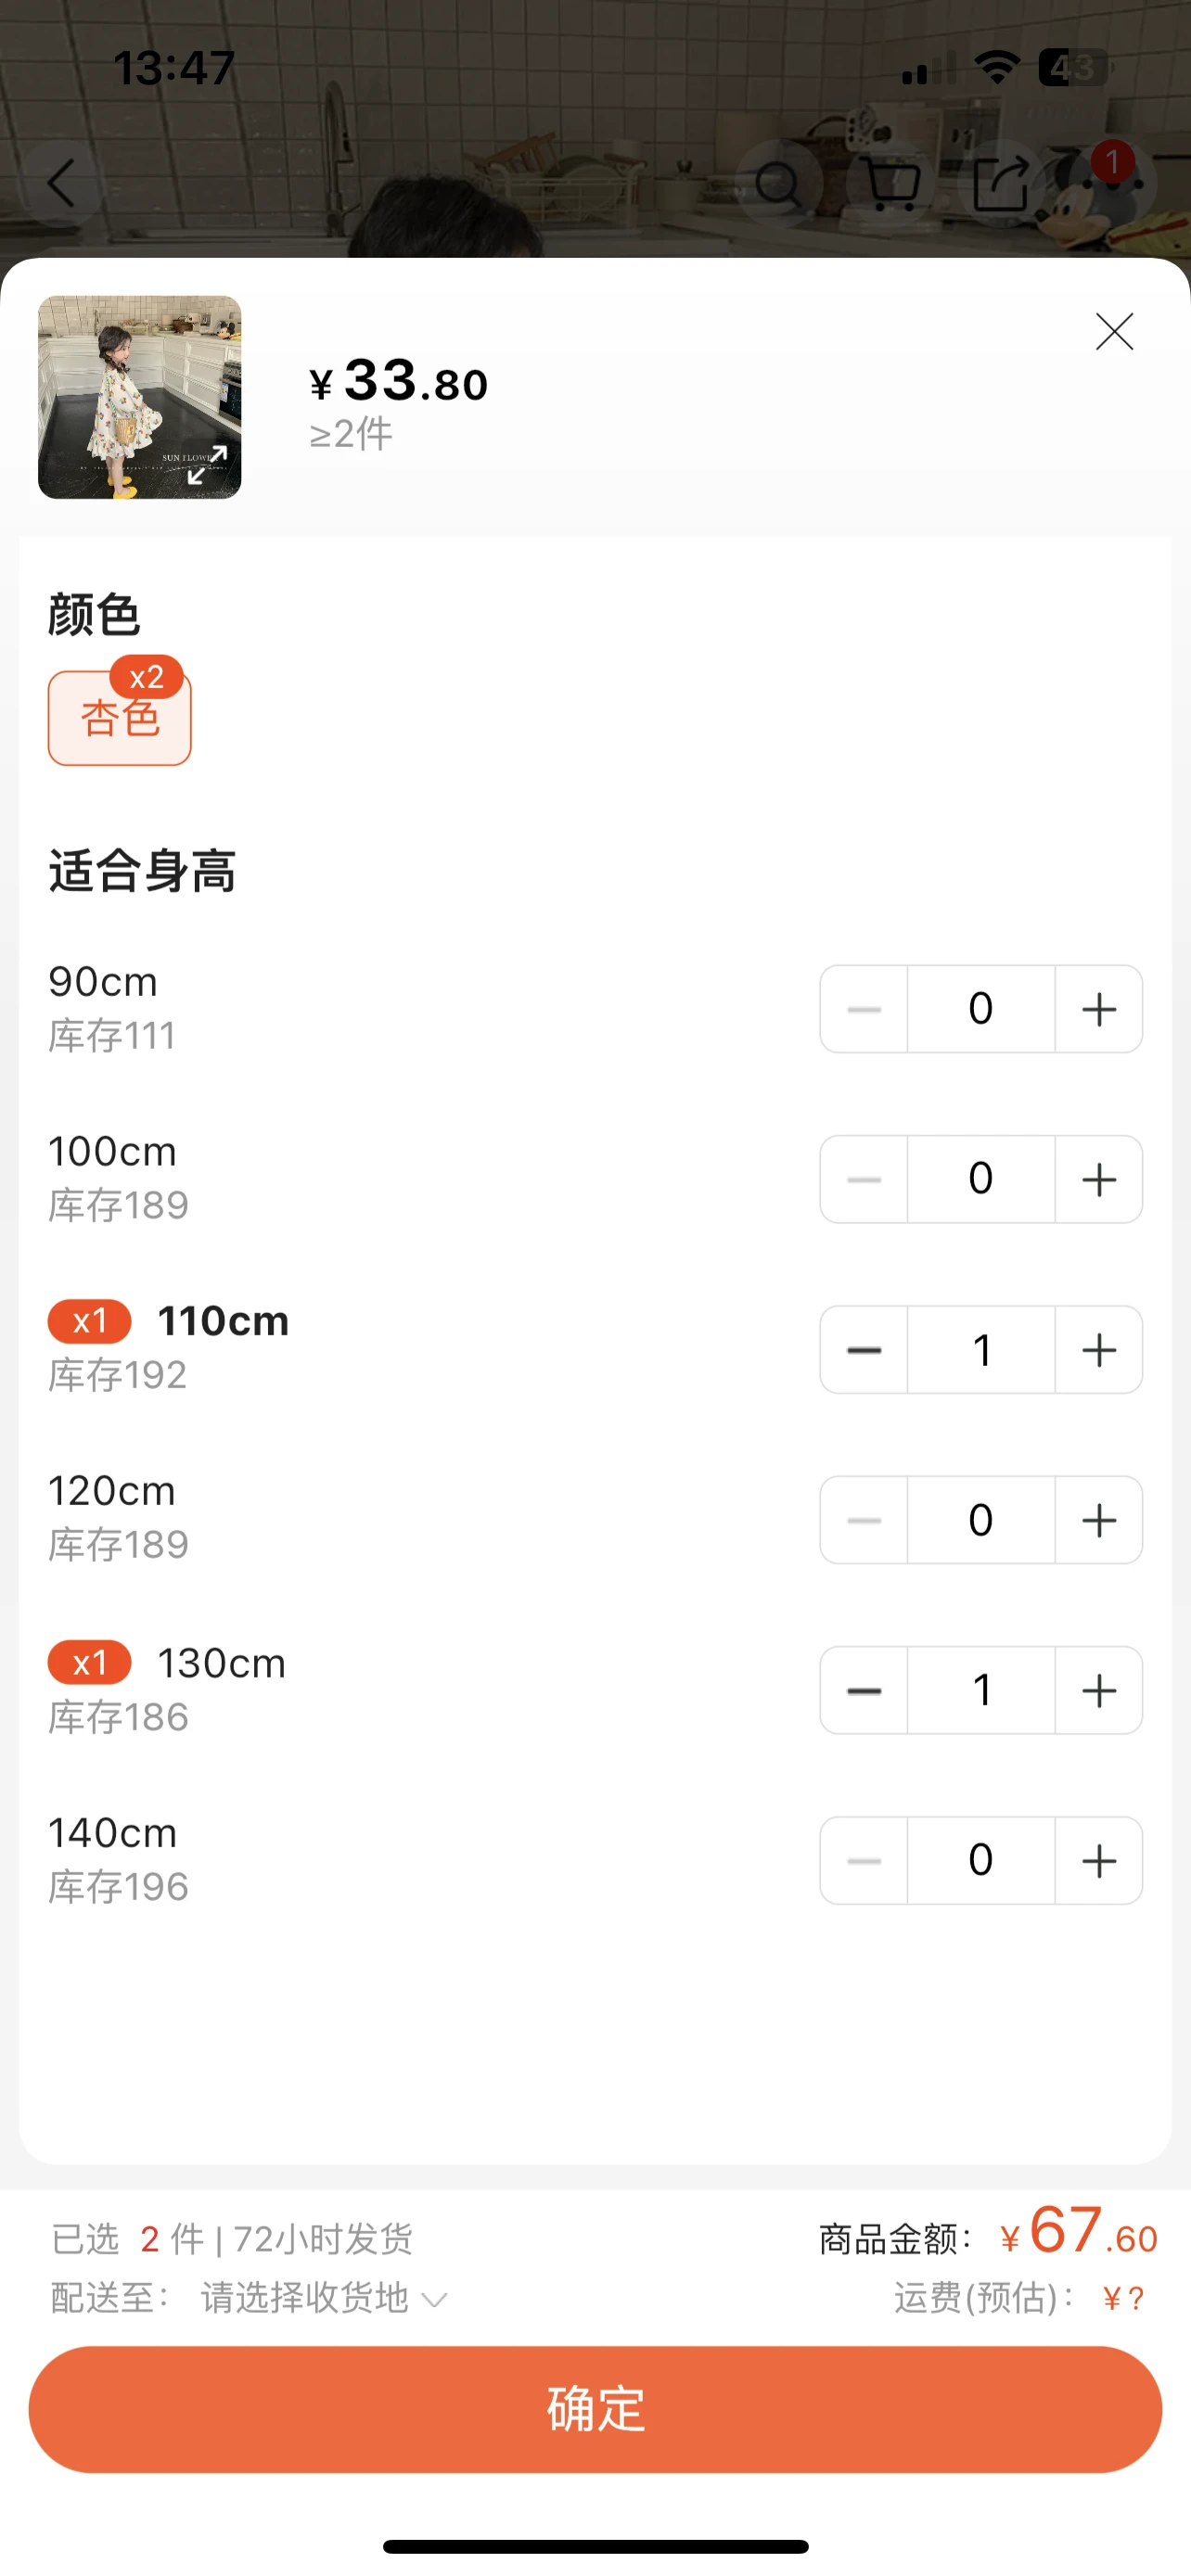 13:47
43
1
¥33.80
≥2件
SUN FLOWER
颜色
x2
杏色
适合身高
90cm
0
库存111
100cm
0
库存189
x1 110cm
1
库存192
120cm
0
库存189
x1 130cm
1
库存186
140cm
0
库存196
已选 2 件 | 72小时发货
商品金额： ¥67.60
配送至： 请选择收货地
运费(预估)： ¥?
确定